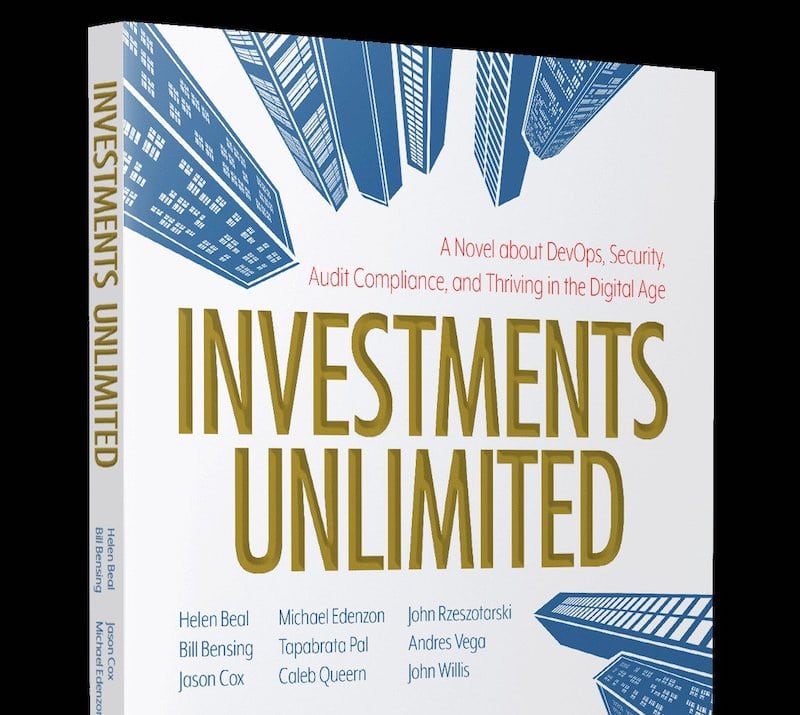 INVESTMENTS UNLIMITED
Helen Beal
Bill Bensing
Jason Cox
Michael Edenzon
A Novel about DevOps, Security,
Audit Compliance, and Thriving in the Digital Age
INVESTMENTS
UNLIMITED
Helen Beal Michael Edenzon John Rzeszotarski
Bill Bensing Tapabrata Pal Andres Vega
Jason Cox Caleb Queern John Willis